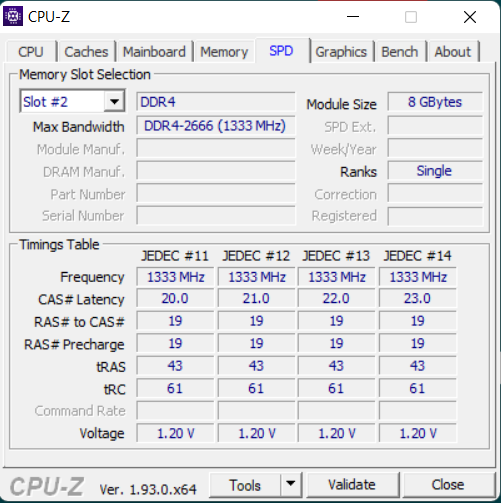 CPU-Z
CPU Caches Mainboard Memory SPD Graphics Bench About
Memory Slot Selection
Slot #2 DDR4 Module Size 8 GBytes
Max Bandwidth DDR4-2666 (1333 MHz) SPD Ext.
Module Manuf. Week/Year
DRAM Manuf. Ranks Single
Part Number Correction
Serial Number Registered
Timings Table
JEDEC #11 JEDEC #12 JEDEC #13 JEDEC #14
Frequency 1333 MHz 1333 MHz 1333 MHz 1333 MHz
CAS# Latency 20.0 21.0 22.0 23.0
RAS# to CAS# 19 19 19 19
RAS# Precharge 19 19 19 19
tRAS 43 43 43 43
tRC 61 61 61 61
Command Rate
Voltage 1.20 V 1.20 V 1.20 V 1.20 V
CPU-Z Ver. 1.93.0.x64 Tools Validate Close